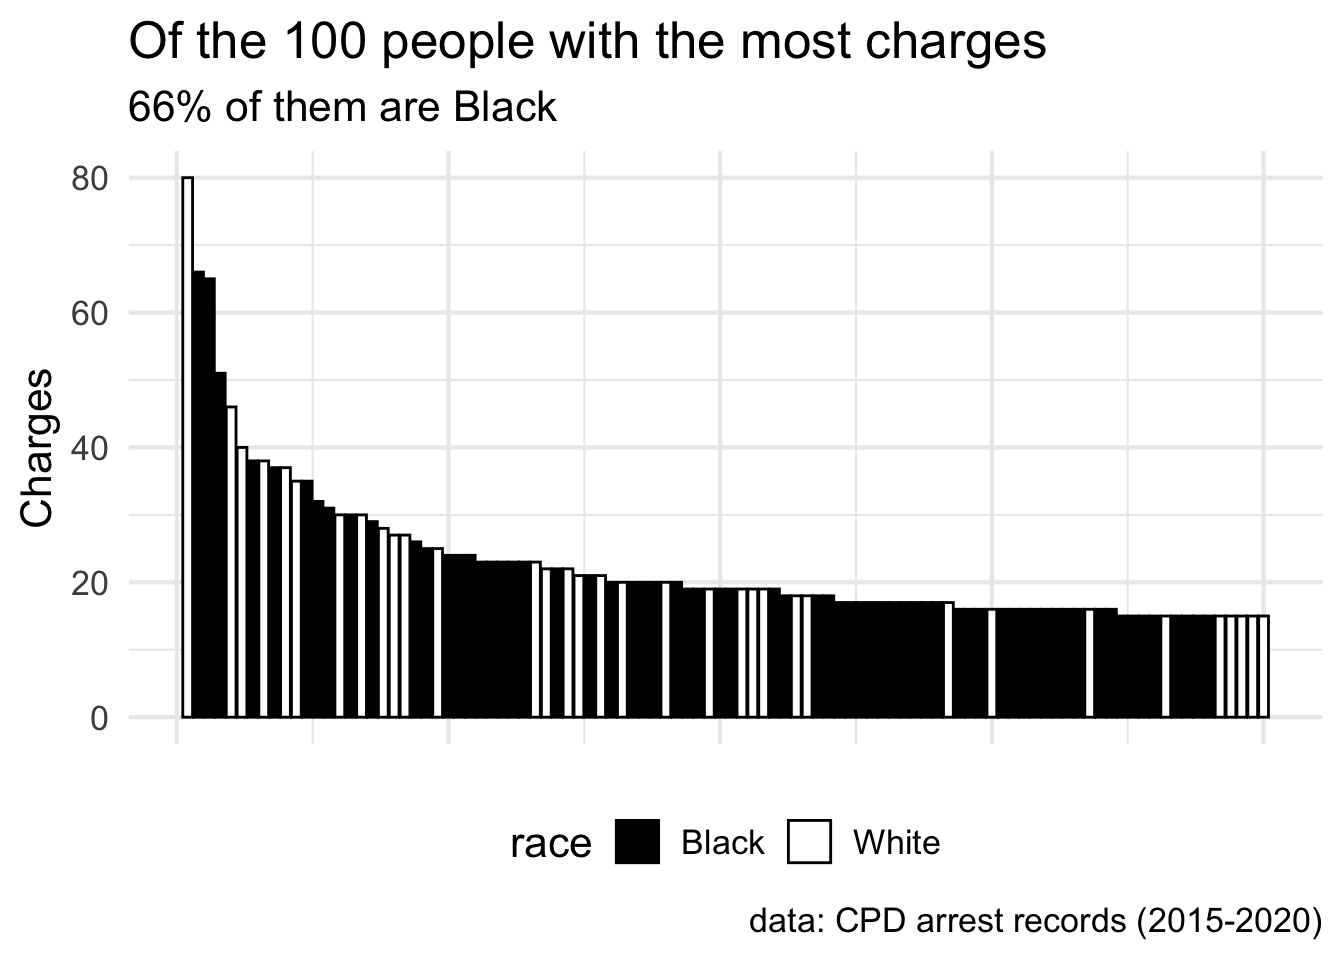 Of the 100 people with the most charges
66% of them are Black
80
60
40
20
0
Charges
race Black White
data: CPD arrest records (2015-2020)